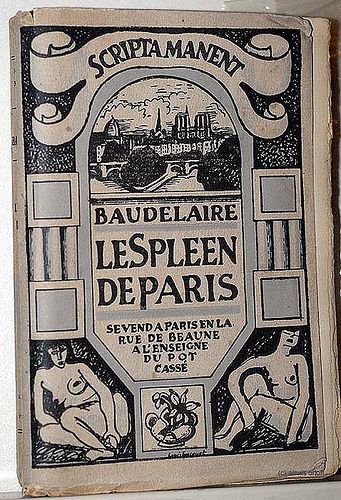 SCRIPTA MANENT
BAUDELAIRE
LE SPLEEN
DE PARIS
SE VEND A PARIS EN LA
RUE DE BEAUNE
A L'ENSEIGNE
DU POT
CASSÉ